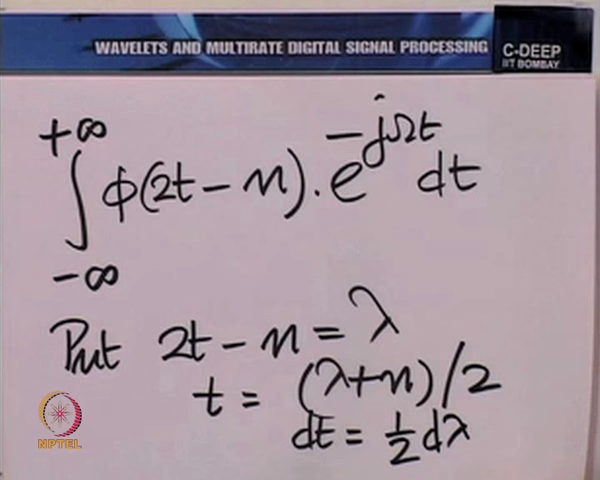 WAVELETS AND MULTIRATE DIGITAL SIGNAL PROCESSING
C-DEEP
IIT BOMBAY
+∞
∫ ϕ(2t - n) . e^{-jΩt} dt
-∞
Put 2t - n = λ
t = (λ+n)/2
dt = 1/2 dλ
NPTEL